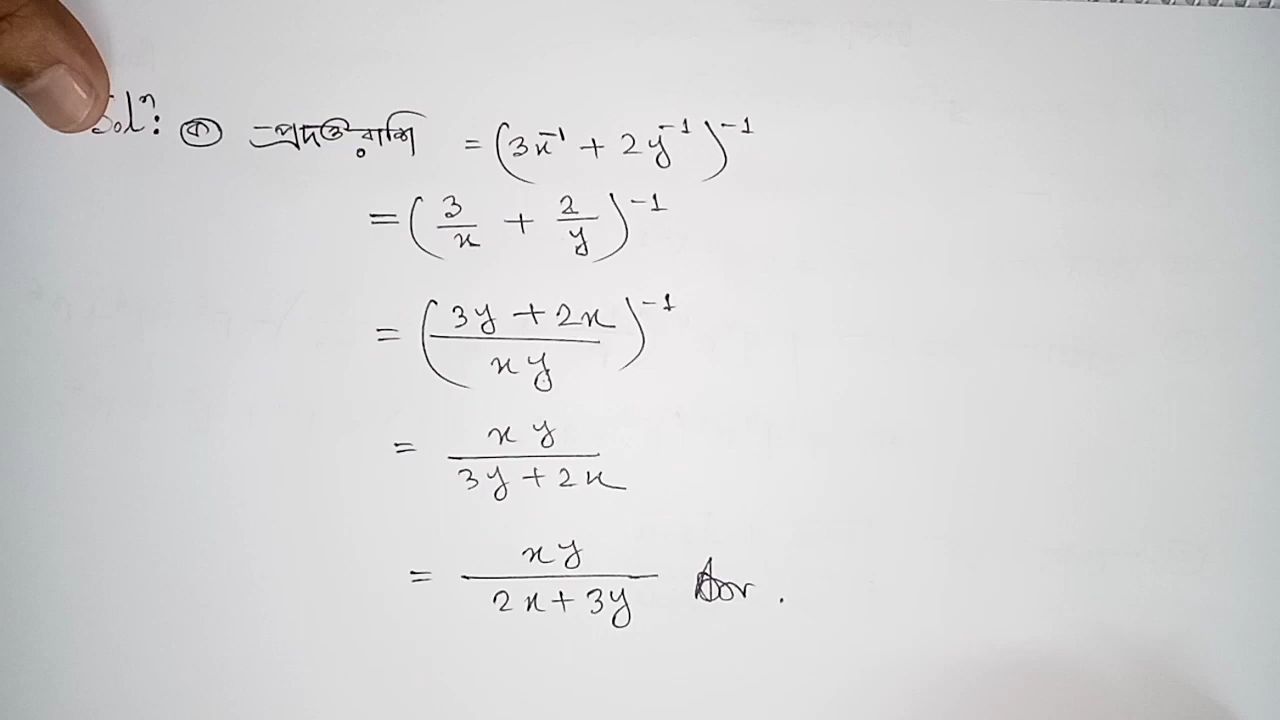 Solⁿ: ক প্রদত্ত রাশি = (3x⁻¹ + 2y⁻¹)⁻¹
= (3/x + 2/y)⁻¹
= ((3y + 2x)/(xy))⁻¹
= xy/(3y + 2x)
= xy/(2x + 3y)